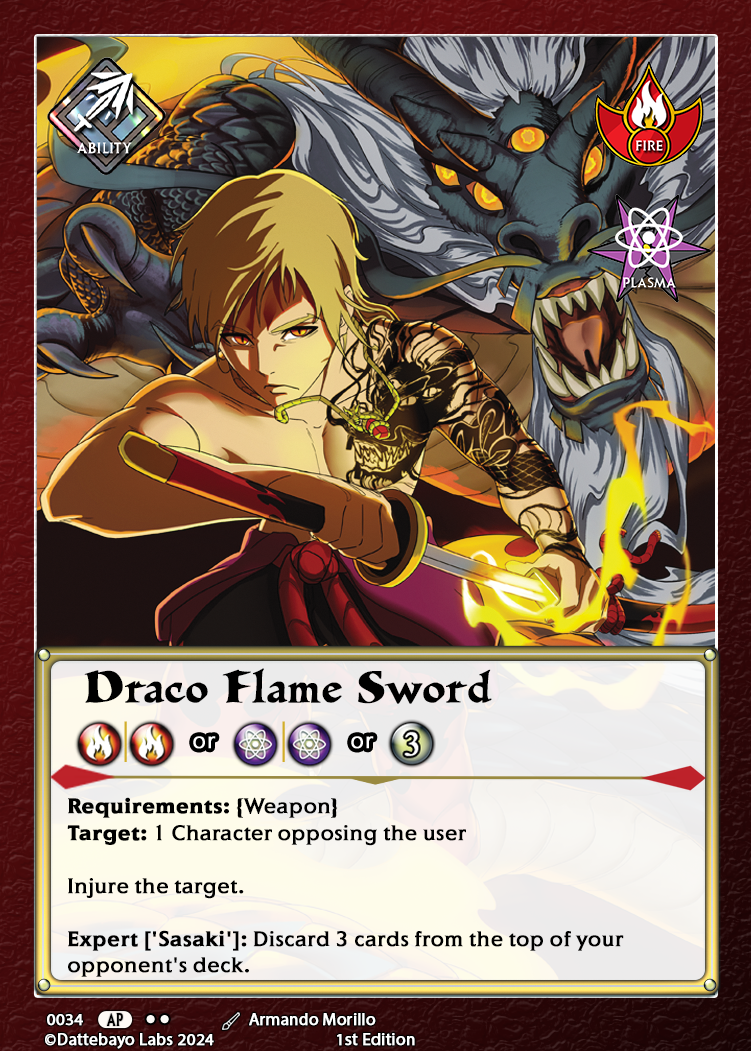 ABILITY
FIRE
PLASMA
Draco Flame Sword
or or 3
Requirements: {Weapon}
Target: 1 Character opposing the user
Injure the target.
Expert ['Sasaki']: Discard 3 cards from the top of your
opponent's deck.
0034 AP •• Armando Morillo
©Dattebayo Labs 2024 1st Edition